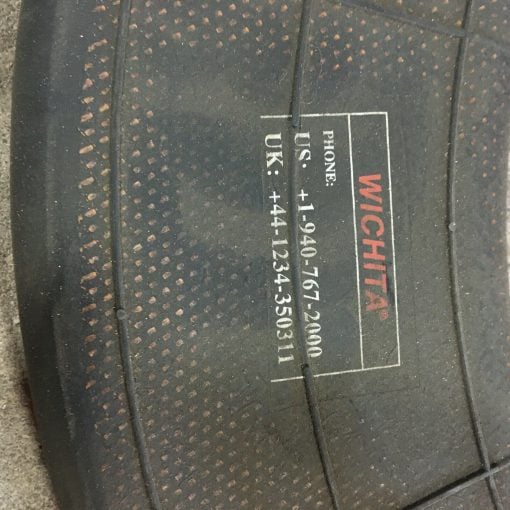 WICHITA®
PHONE:
US: +1-940-767-2000
UK: +44-1234-350311